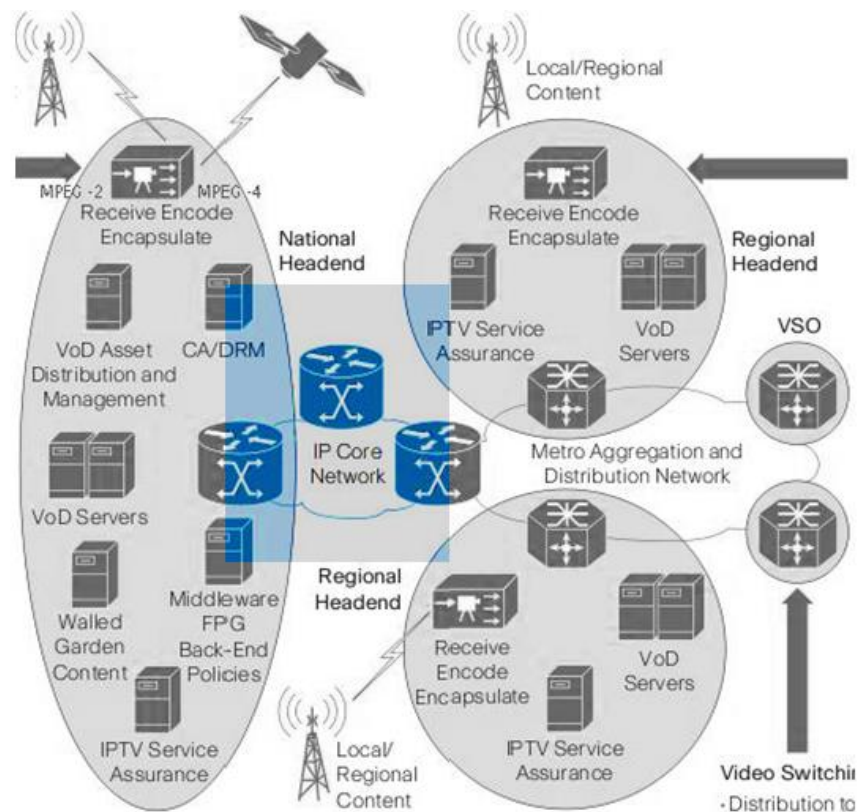 Local/Regional
Content
MPEG -2
MPEG -4
Receive Encode
Encapsulate
National
Headend
Receive Encode
Encapsulate
Regional
Headend
VoD Asset
Distribution and
Management
CA/DRM
IPTV Service
Assurance
VoD
Servers
VSO
IP Core
Network
Metro Aggregation and
Distribution Network
VoD Servers
Walled
Garden
Content
Middleware
FPG
Back-End
Policies
Regional
Headend
Receive
Encode
Encapsulate
VoD
Servers
IPTV Service
Assurance
IPTV Service
Assurance
Local/
Regional
Content
Video Switchin
- Distribution to